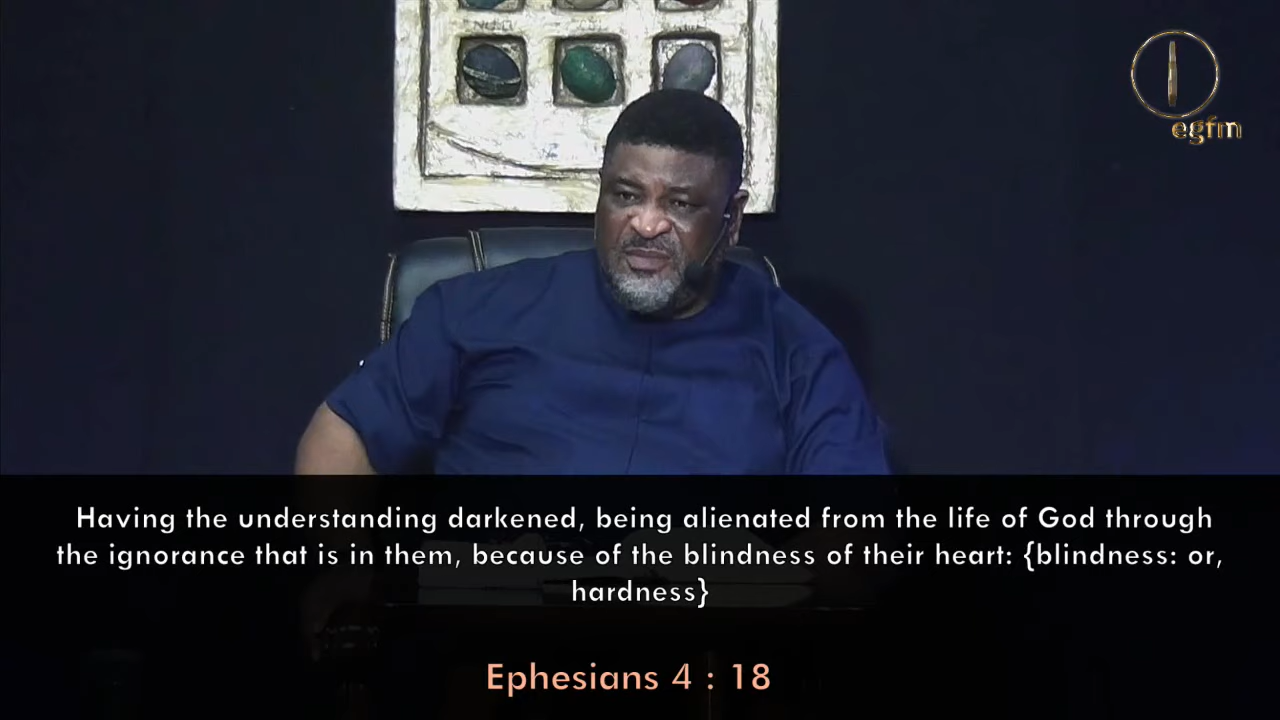 egfm
Having the understanding darkened, being alienated from the life of God through
the ignorance that is in them, because of the blindness of their heart: {blindness: or,
hardness}
Ephesians 4 : 18